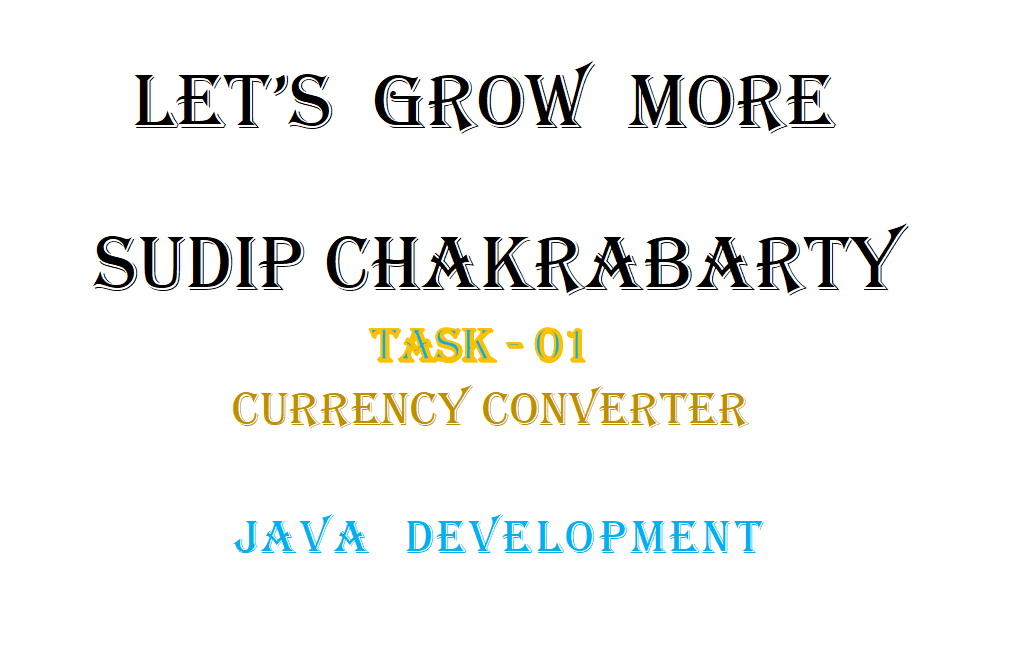 LET'S GROW MORE
SUDIP CHAKRABARTY
TASK - 01
CURRENCY CONVERTER
JAVA DEVELOPMENT